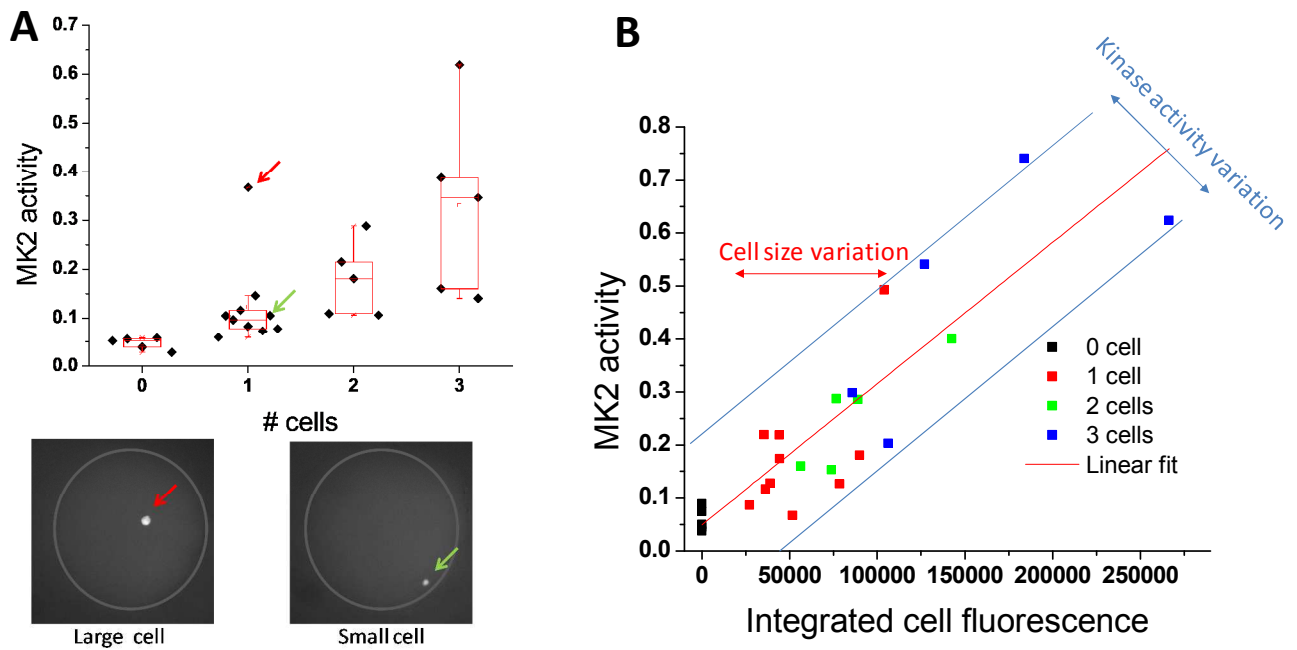 A
0.7
0.6
0.5
0.4
0.3
0.2
0.1
0.0
MK2 activity
0
1
2
3
# cells
Large cell
Small cell
B
Kinase activity variation
Cell size variation
0.8
0.7
0.6
0.5
0.4
0.3
0.2
0.1
0.0
MK2 activity
0 cell
1 cell
2 cells
3 cells
Linear fit
0
50000
100000
150000
200000
250000
Integrated cell fluorescence